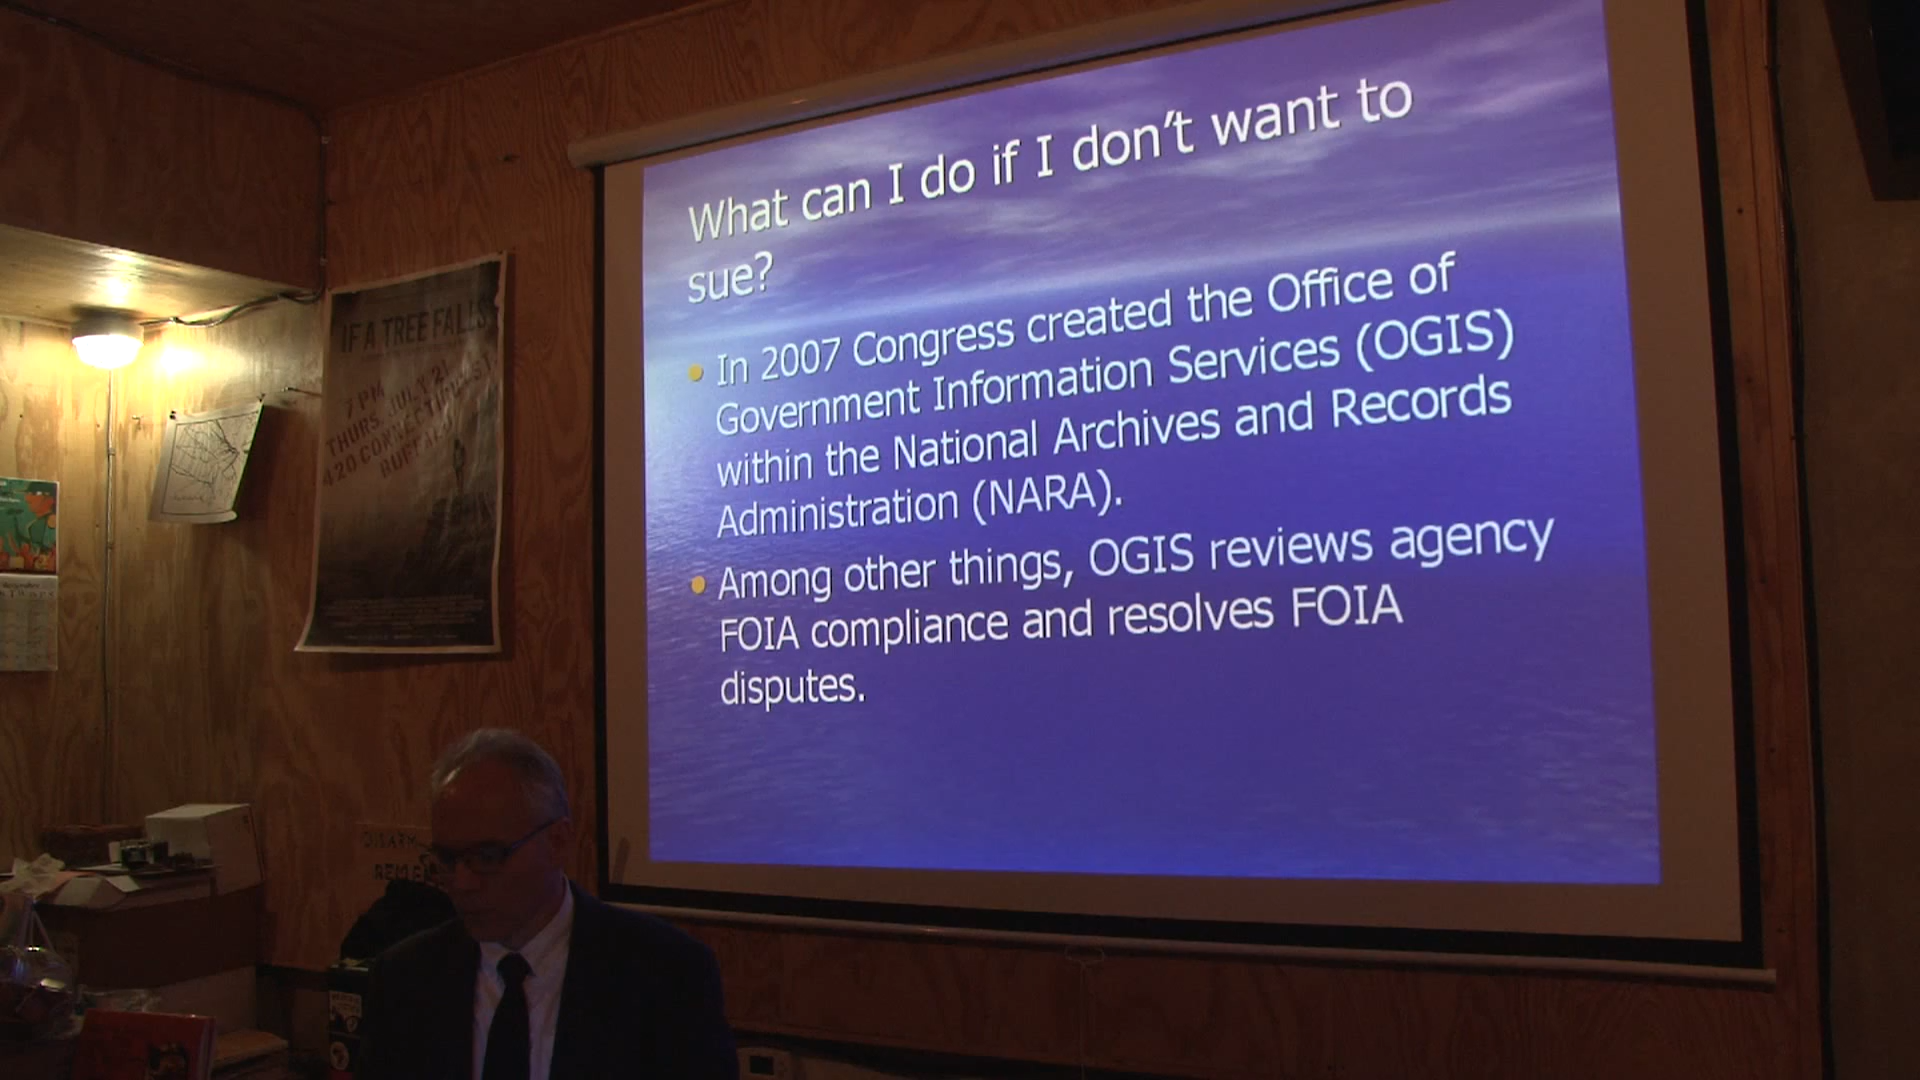 What can I do if I don't want to
sue?
In 2007 Congress created the Office of
Government Information Services (OGIS)
within the National Archives and Records
Administration (NARA).
Among other things, OGIS reviews agency
FOIA compliance and resolves FOIA
disputes.
IF A TREE FALLS
7 PM
THURS. JULY 21
420 CONNECTICUT ST
BUFFALO
DISARM